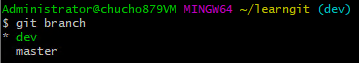 Administrator@chucho879VM MINGW64 ~/learngit (dev)
$ git branch
* dev
  master